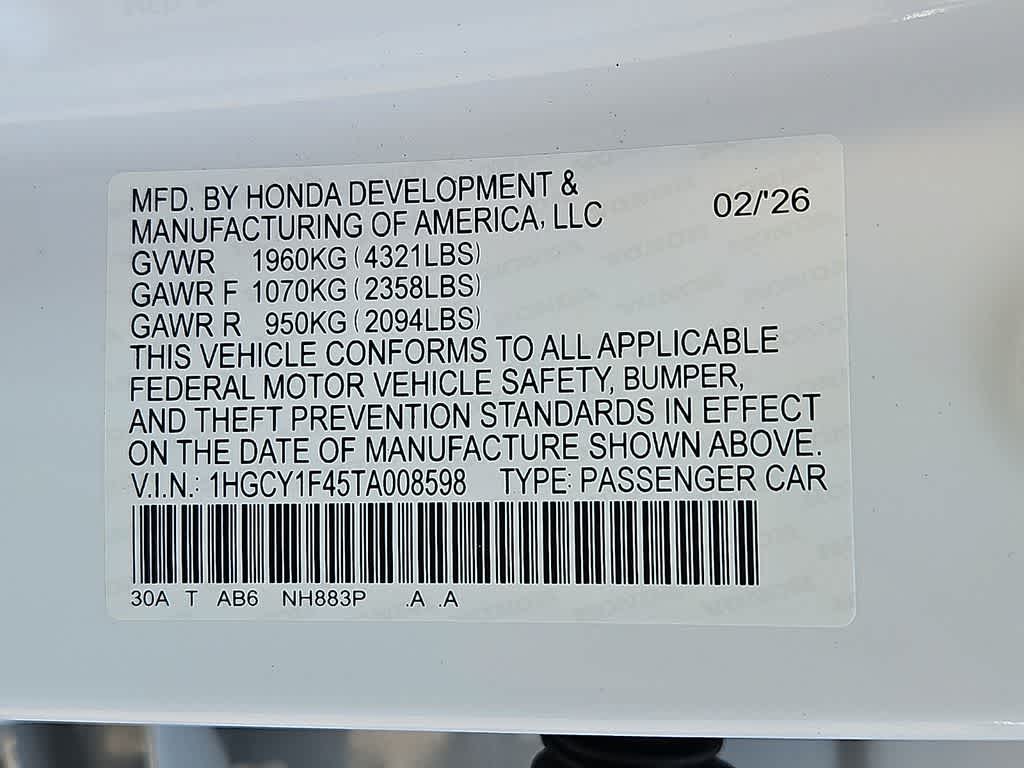 MFD. BY HONDA DEVELOPMENT & MANUFACTURING OF AMERICA, LLC 02/'26
GVWR 1960KG (4321LBS)
GAWR F 1070KG (2358LBS)
GAWR R 950KG (2094LBS)
THIS VEHICLE CONFORMS TO ALL APPLICABLE
FEDERAL MOTOR VEHICLE SAFETY, BUMPER,
AND THEFT PREVENTION STANDARDS IN EFFECT
ON THE DATE OF MANUFACTURE SHOWN ABOVE.
V.I.N.: 1HGCY1F45TA008598 TYPE: PASSENGER CAR
30A T AB6 NH883P .A .A